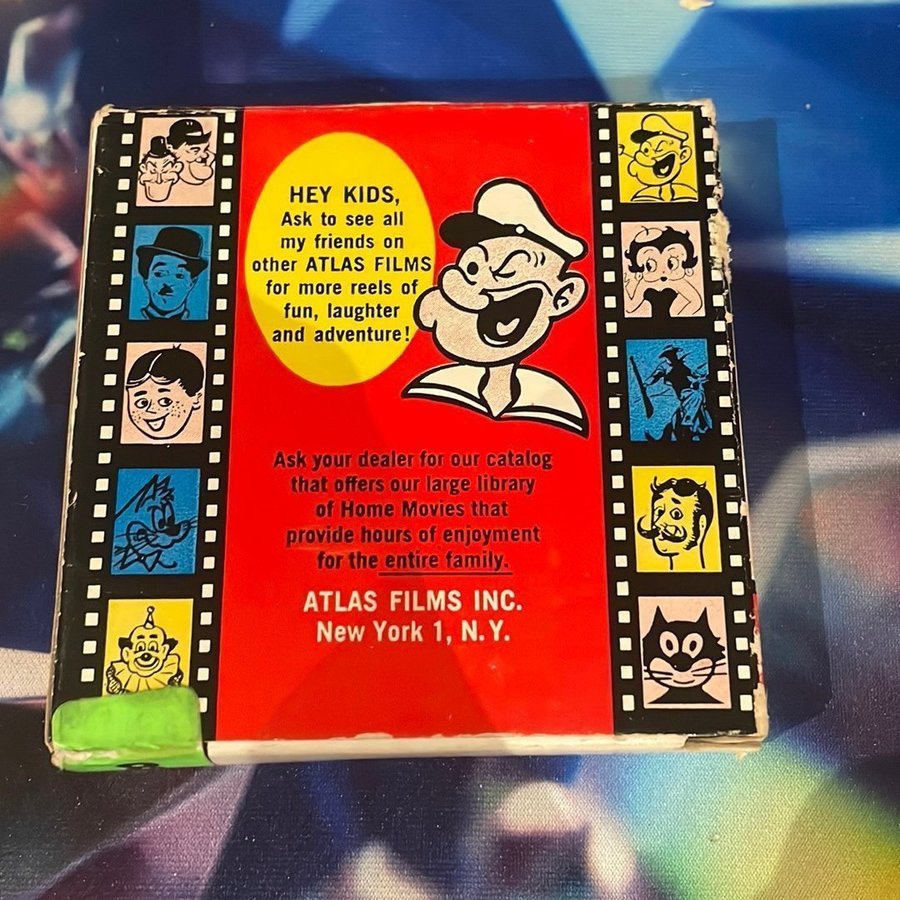 HEY KIDS,
Ask to see all
my friends on
other ATLAS FILMS
for more reels of
fun, laughter
and adventure!
Ask your dealer for our catalog
that offers our large library
of Home Movies that
provide hours of enjoyment
for the entire family.
ATLAS FILMS INC.
New York 1, N.Y.